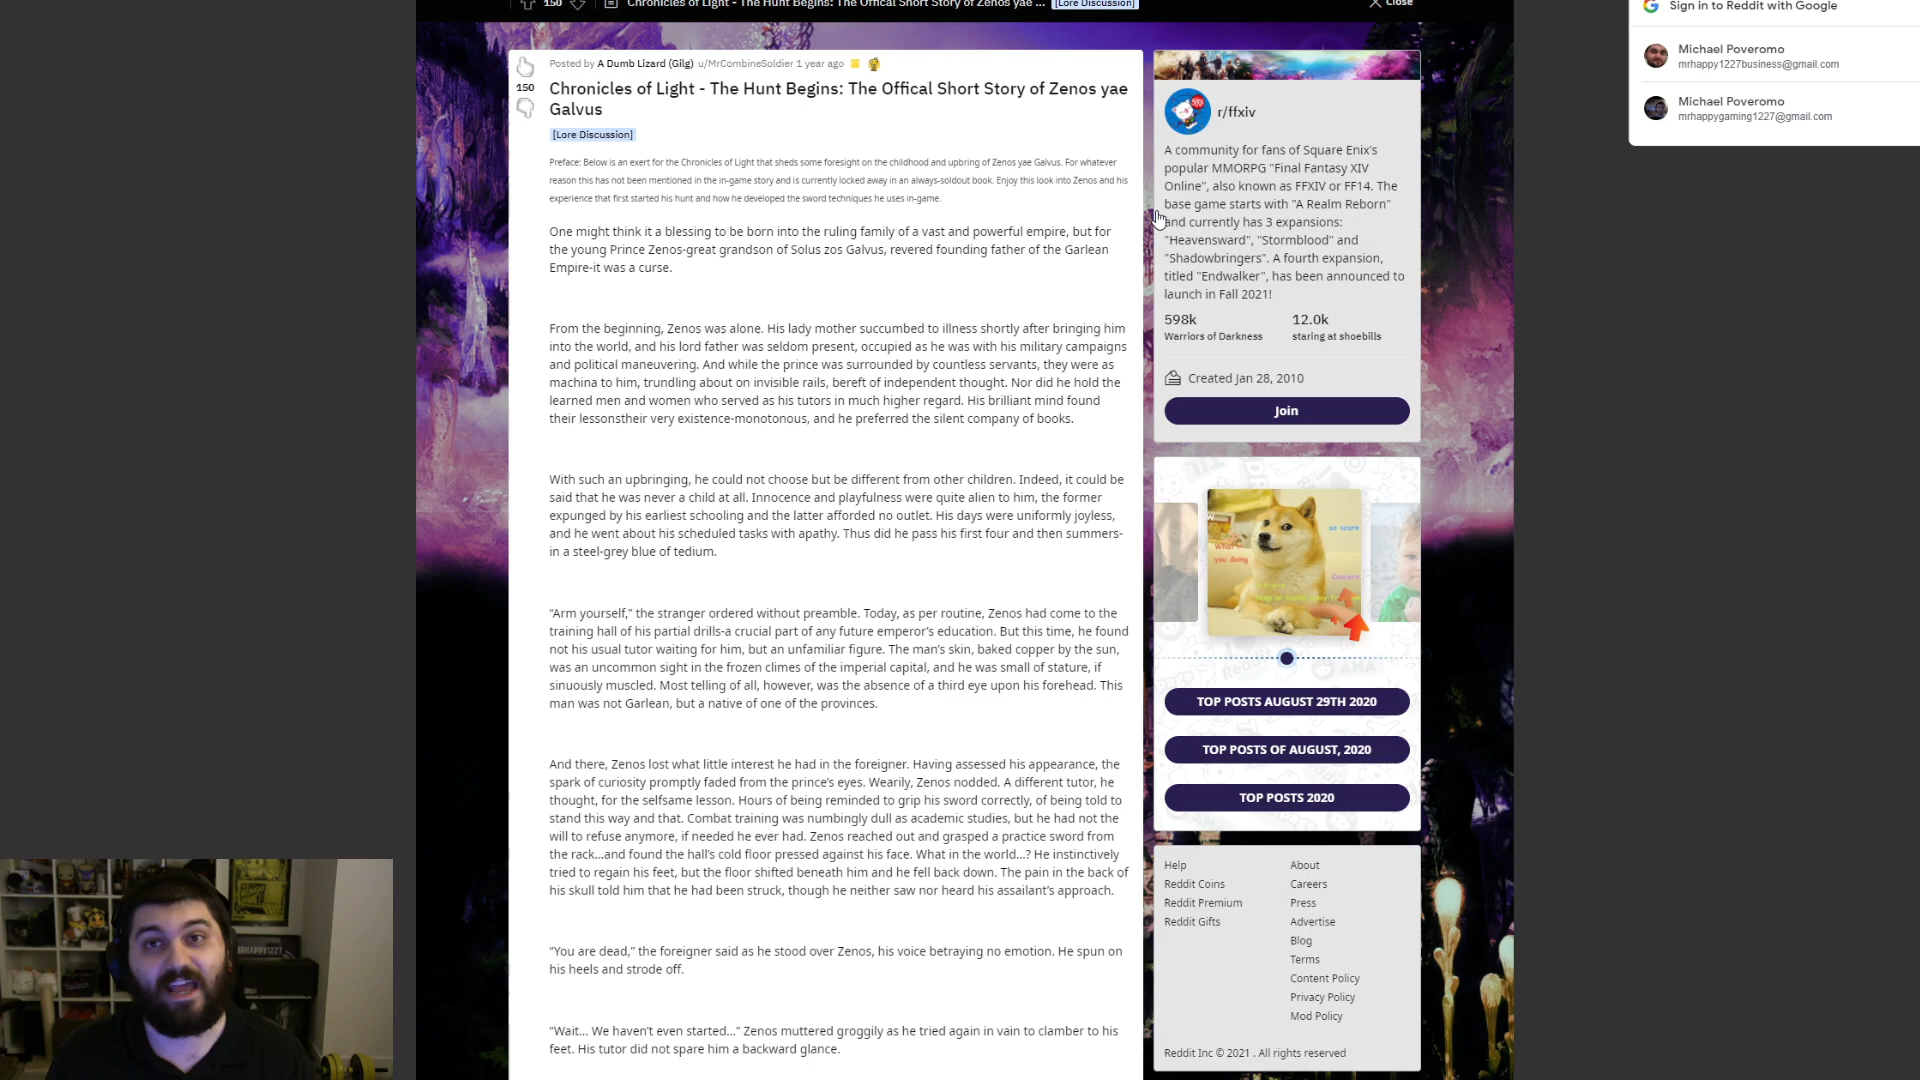 150
Chronicles of Light - The Hunt Begins: The Offical Short Story of Zenos yae ...
[Lore Discussion]
Close
Posted by A Dumb Lizard (Gilg) u/MrCombineSoldier 1 year ago
150
Chronicles of Light - The Hunt Begins: The Offical Short Story of Zenos yae
Galvus
[Lore Discussion]
Preface: Below is an exert for the Chronicles of Light that sheds some foresight on the childhood and upbring of Zenos yae Galvus. For whatever
reason this has not been mentioned in the in-game story and is currently locked away in an always-soldout book. Enjoy this look into Zenos and his
experience that first started his hunt and how he developed the sword techniques he uses in-game.
One might think it a blessing to be born into the ruling family of a vast and powerful empire, but for
the young Prince Zenos-great grandson of Solus zos Galvus, revered founding father of the Garlean
Empire-it was a curse.
From the beginning, Zenos was alone. His lady mother succumbed to illness shortly after bringing him
into the world, and his lord father was seldom present, occupied as he was with his military campaigns
and political maneuvering. And while the prince was surrounded by countless servants, they were as
machina to him, trundling about on invisible rails, bereft of independent thought. Nor did he hold the
learned men and women who served as his tutors in much higher regard. His brilliant mind found
their lessonstheir very existence-monotonous, and he preferred the silent company of books.
With such an upbringing, he could not choose but be different from other children. Indeed, it could be
said that he was never a child at all. Innocence and playfulness were quite alien to him, the former
expunged by his earliest schooling and the latter afforded no outlet. His days were uniformly joyless,
and he went about his scheduled tasks with apathy. Thus did he pass his first four and then summers-
in a steel-grey blue of tedium.
“Arm yourself,” the stranger ordered without preamble. Today, as per routine, Zenos had come to the
training hall of his partial drills-a crucial part of any future emperor’s education. But this time, he found
not his usual tutor waiting for him, but an unfamiliar figure. The man’s skin, baked copper by the sun,
was an uncommon sight in the frozen climes of the imperial capital, and he was small of stature, if
sinuously muscled. Most telling of all, however, was the absence of a third eye upon his forehead. This
man was not Garlean, but a native of one of the provinces.
And there, Zenos lost what little interest he had in the foreigner. Having assessed his appearance, the
spark of curiosity promptly faded from the prince’s eyes. Wearily, Zenos nodded. A different tutor, he
thought, for the selfsame lesson. Hours of being reminded to grip his sword correctly, of being told to
stand this way and that. Combat training was numbingly dull as academic studies, but he had not the
will to refuse anymore, if needed he ever had. Zenos reached out and grasped a practice sword from
the rack...and found the hall’s cold floor pressed against his face. What in the world...? He instinctively
tried to regain his feet, but the floor shifted beneath him and he fell back down. The pain in the back of
his skull told him that he had been struck, though he neither saw nor heard his assailant’s approach.
“You are dead,” the foreigner said as he stood over Zenos, his voice betraying no emotion. He spun on
his heels and strode off.
“Wait... We haven’t even started...” Zenos muttered groggily as he tried again in vain to clamber to his
feet. His tutor did not spare him a backward glance.
r/ffxiv
A community for fans of Square Enix's
popular MMORPG "Final Fantasy XIV
Online", also known as FFXIV or FF14. The
base game starts with "A Realm Reborn"
and currently has 3 expansions:
"Heavensward", "Stormblood" and
"Shadowbringers". A fourth expansion,
titled "Endwalker", has been announced to
launch in Fall 2021!
598k
12.0k
Warriors of Darkness
staring at shoebills
Created Jan 28, 2010
Join
so scare
What r
you doing
Concern
TOP POSTS AUGUST 29TH 2020
TOP POSTS OF AUGUST, 2020
TOP POSTS 2020
Help
About
Reddit Coins
Careers
Reddit Premium
Press
Reddit Gifts
Advertise
Blog
Terms
Content Policy
Privacy Policy
Mod Policy
Reddit Inc © 2021 . All rights reserved
Sign in to Reddit with Google
Michael Poveromo
mrhappy1227business@gmail.com
Michael Poveromo
mrhappygaming1227@gmail.com
MRHAPPY1227